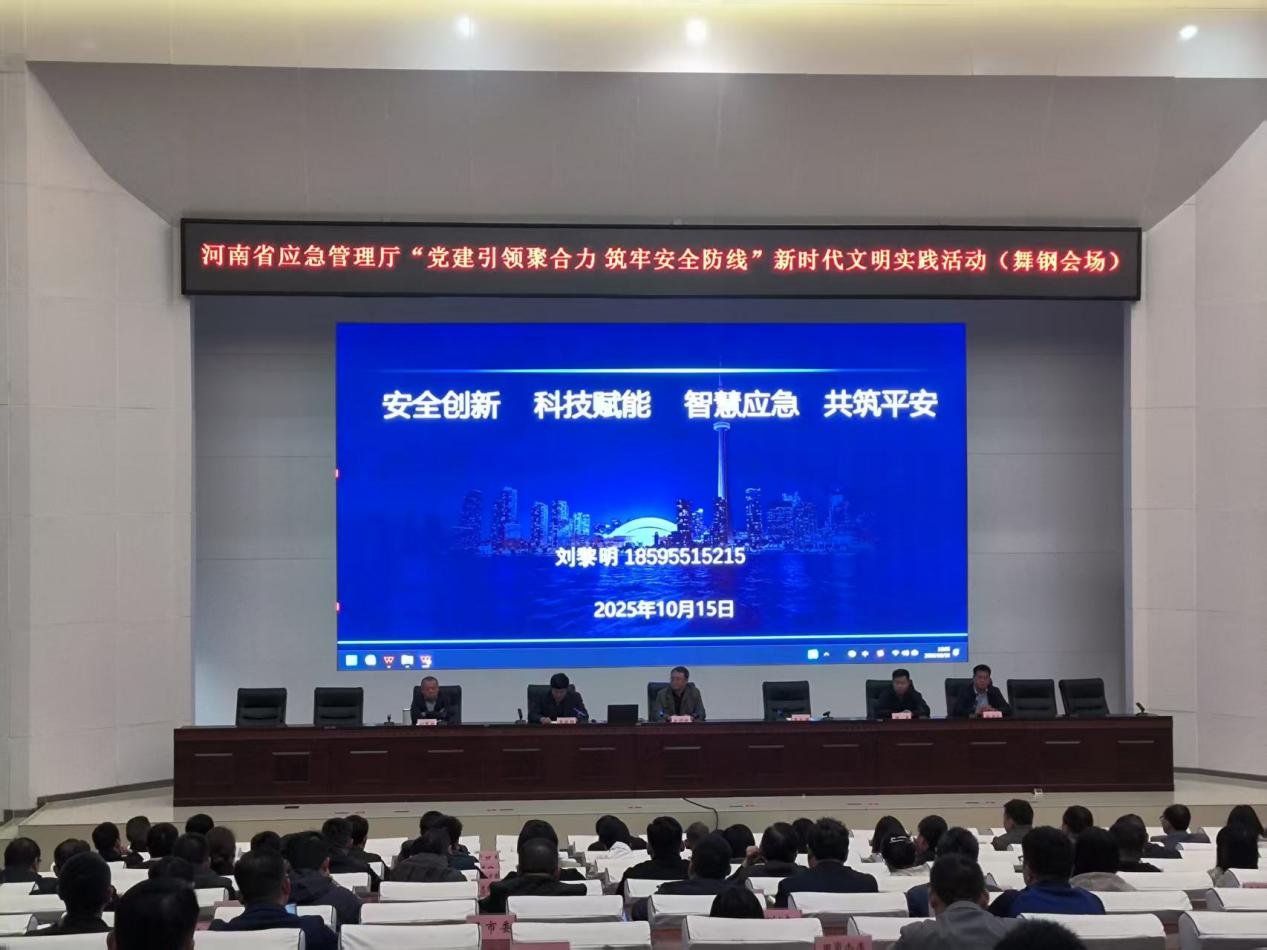 河南省应急管理厅“党建引领聚合力 筑牢安全防线”新时代文明实践活动（舞钢会场）
安全创新 科技赋能 智慧应急 共筑平安
刘黎明 18595515215
2025年10月15日
市委